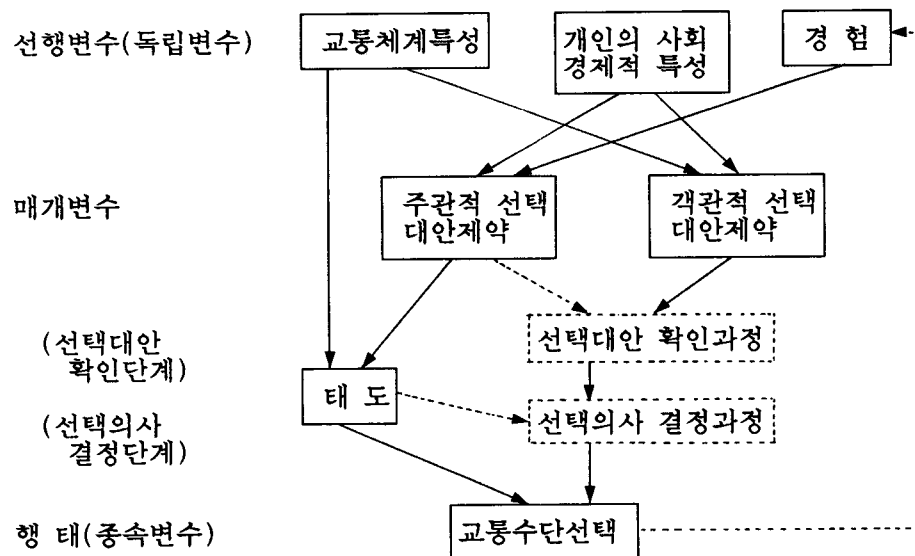 선행변수(독립변수)
교통체계특성
개인의 사회
경제적 특성
경 험
매개변수
주관적 선택
대안제약
객관적 선택
대안제약
(선택대안
확인단계)
선택대안 확인과정
태 도
(선택의사
결정단계)
선택의사 결정과정
행 태(종속변수)
교통수단선택